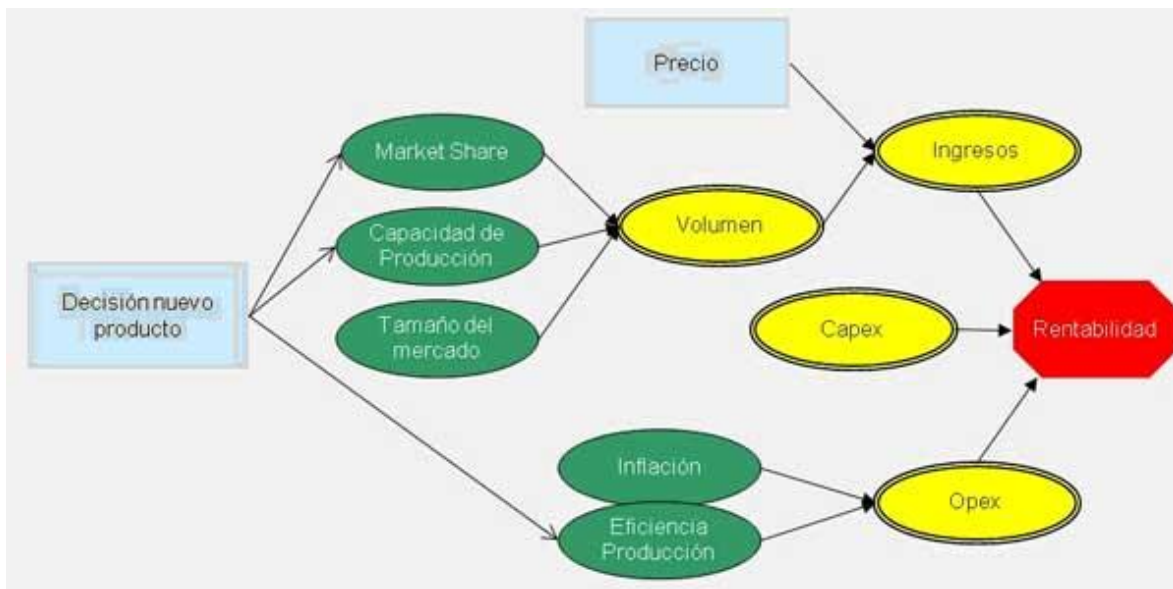 Precio
Market Share
Ingresos
Capacidad de
Producción
Volumen
Decisión nuevo
producto
Tamaño del
mercado
Capex
Rentabilidad
Inflación
Eficiencia
Producción
Opex